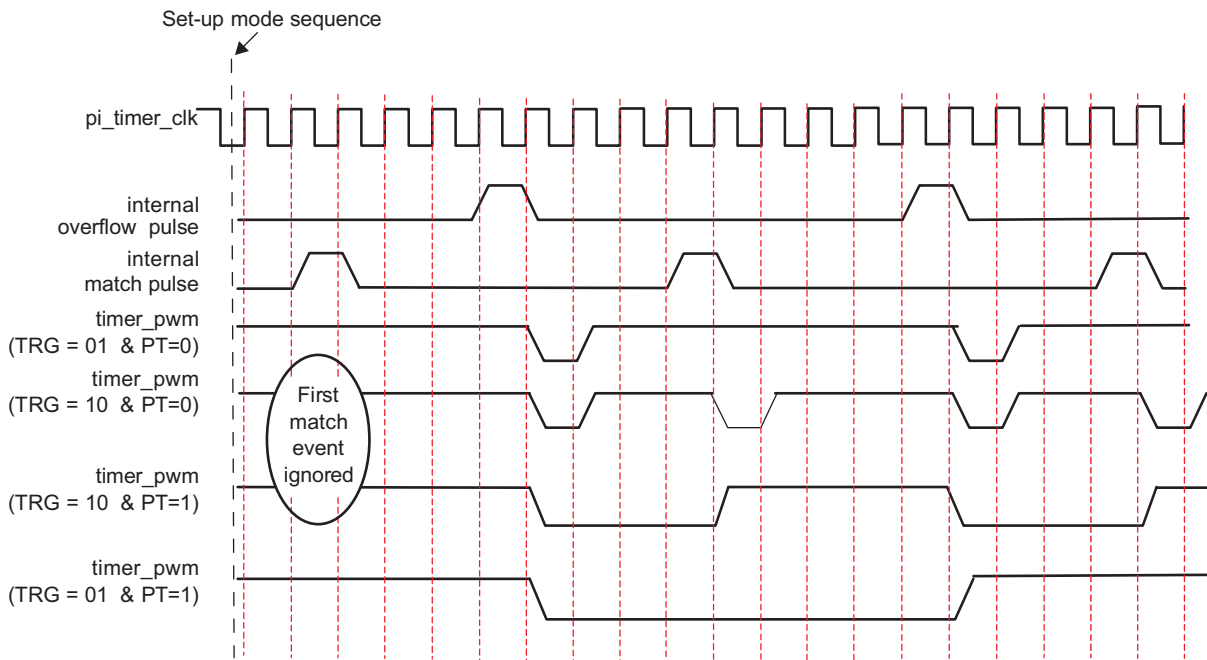 Set-up mode sequence
pi_timer_clk
internal
overflow pulse
internal
match pulse
timer_pwm
(TRG = 01 & PT=0)
timer_pwm
(TRG = 10 & PT=0)
First
match
event
ignored
timer_pwm
(TRG = 10 & PT=1)
timer_pwm
(TRG = 01 & PT=1)